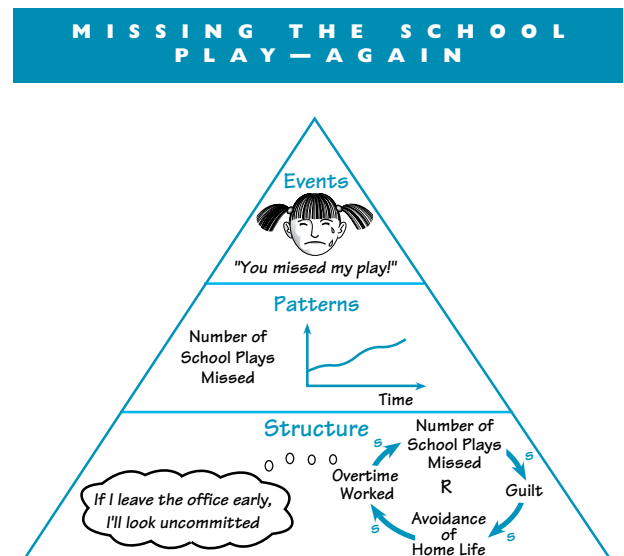 MISSING THE SCHOOL
PLAY—AGAIN
Events
"You missed my play!"
Patterns
Number of
School Plays
Missed
Time
Structure
If I leave the office early,
I'll look uncommitted
Number of
School Plays
Missed
s
Guilt
s
Avoidance
of
Home Life
s
Overtime
Worked
s
R